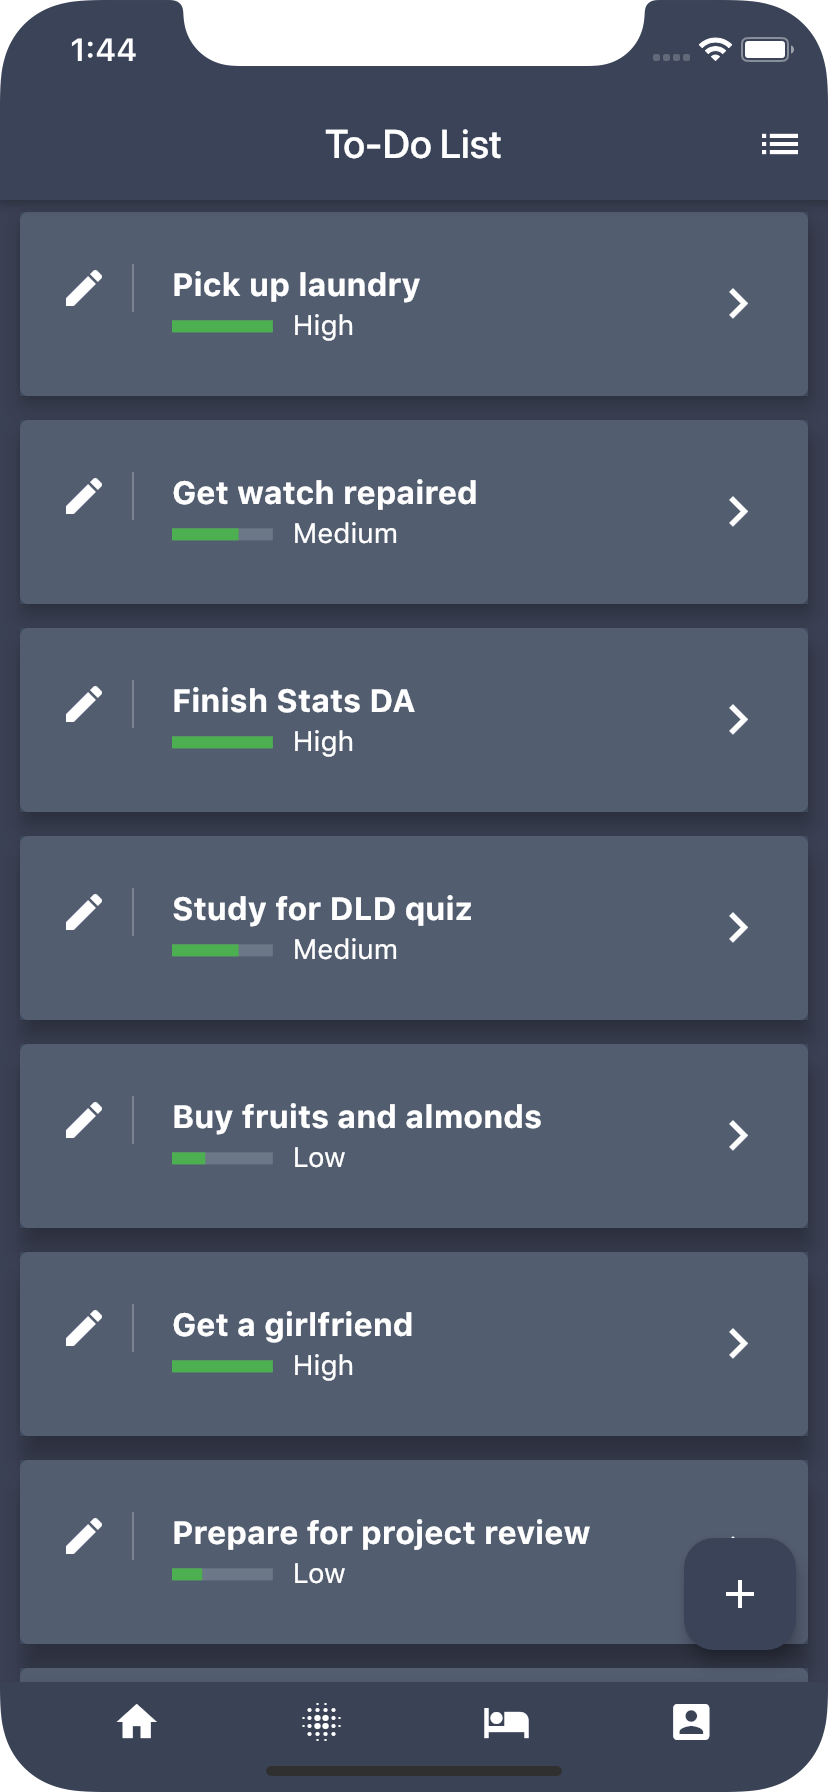 1:44
To-Do List
Pick up laundry
High
Get watch repaired
Medium
Finish Stats DA
High
Study for DLD quiz
Medium
Buy fruits and almonds
Low
Get a girlfriend
High
Prepare for project review
Low